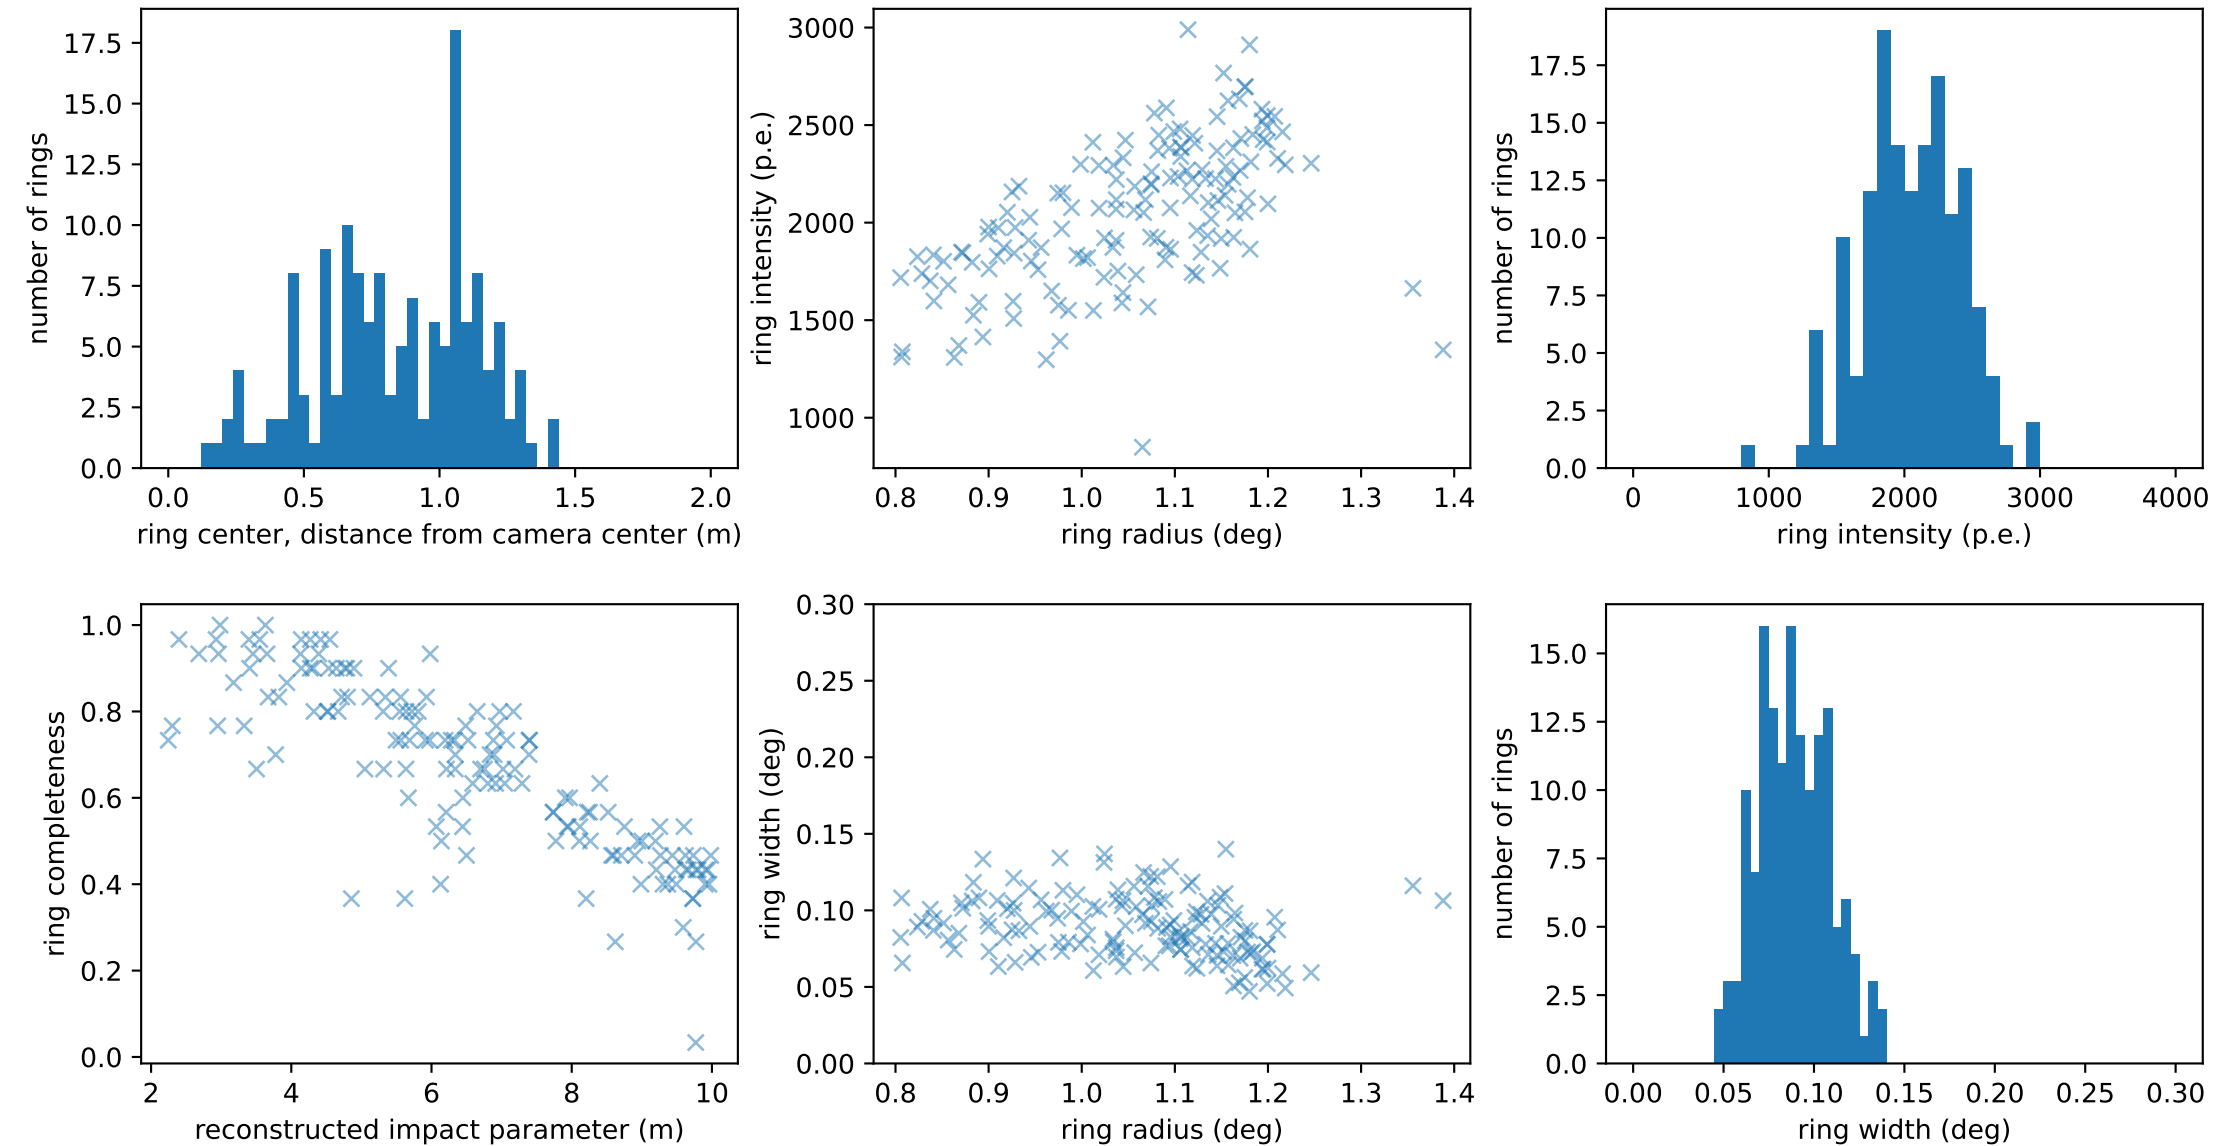 number of rings
17.5
15.0
12.5
10.0
7.5
5.0
2.5
0.0
0.0 0.5 1.0 1.5 2.0
ring center, distance from camera center (m)
ring intensity (p.e.)
3000
2500
2000
1500
1000
0.8 0.9 1.0 1.1 1.2 1.3 1.4
ring radius (deg)
number of rings
17.5
15.0
12.5
10.0
7.5
5.0
2.5
0.0
0 1000 2000 3000 4000
ring intensity (p.e.)
ring completeness
1.0
0.8
0.6
0.4
0.2
0.0
2 4 6 8 10
reconstructed impact parameter (m)
ring width (deg)
0.30
0.25
0.20
0.15
0.10
0.05
0.00
0.8 0.9 1.0 1.1 1.2 1.3 1.4
ring radius (deg)
number of rings
15.0
12.5
10.0
7.5
5.0
2.5
0.0
0.00 0.05 0.10 0.15 0.20 0.25 0.30
ring width (deg)